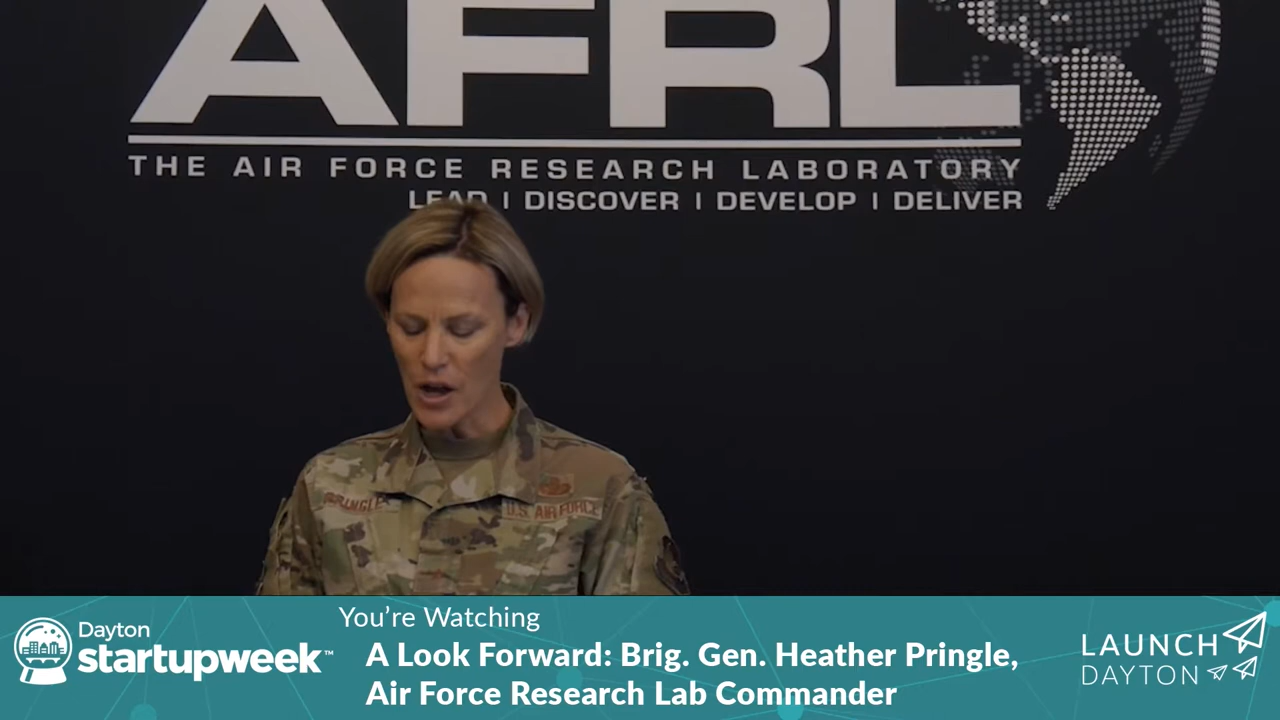 AFRL
THE AIR FORCE RESEARCH LABORATORY
LEAD | DISCOVER | DEVELOP | DELIVER
PRINGLE
U.S. AIR FORCE
You're Watching
Dayton
startupweek™
A Look Forward: Brig. Gen. Heather Pringle,
Air Force Research Lab Commander
LAUNCH
DAYTON